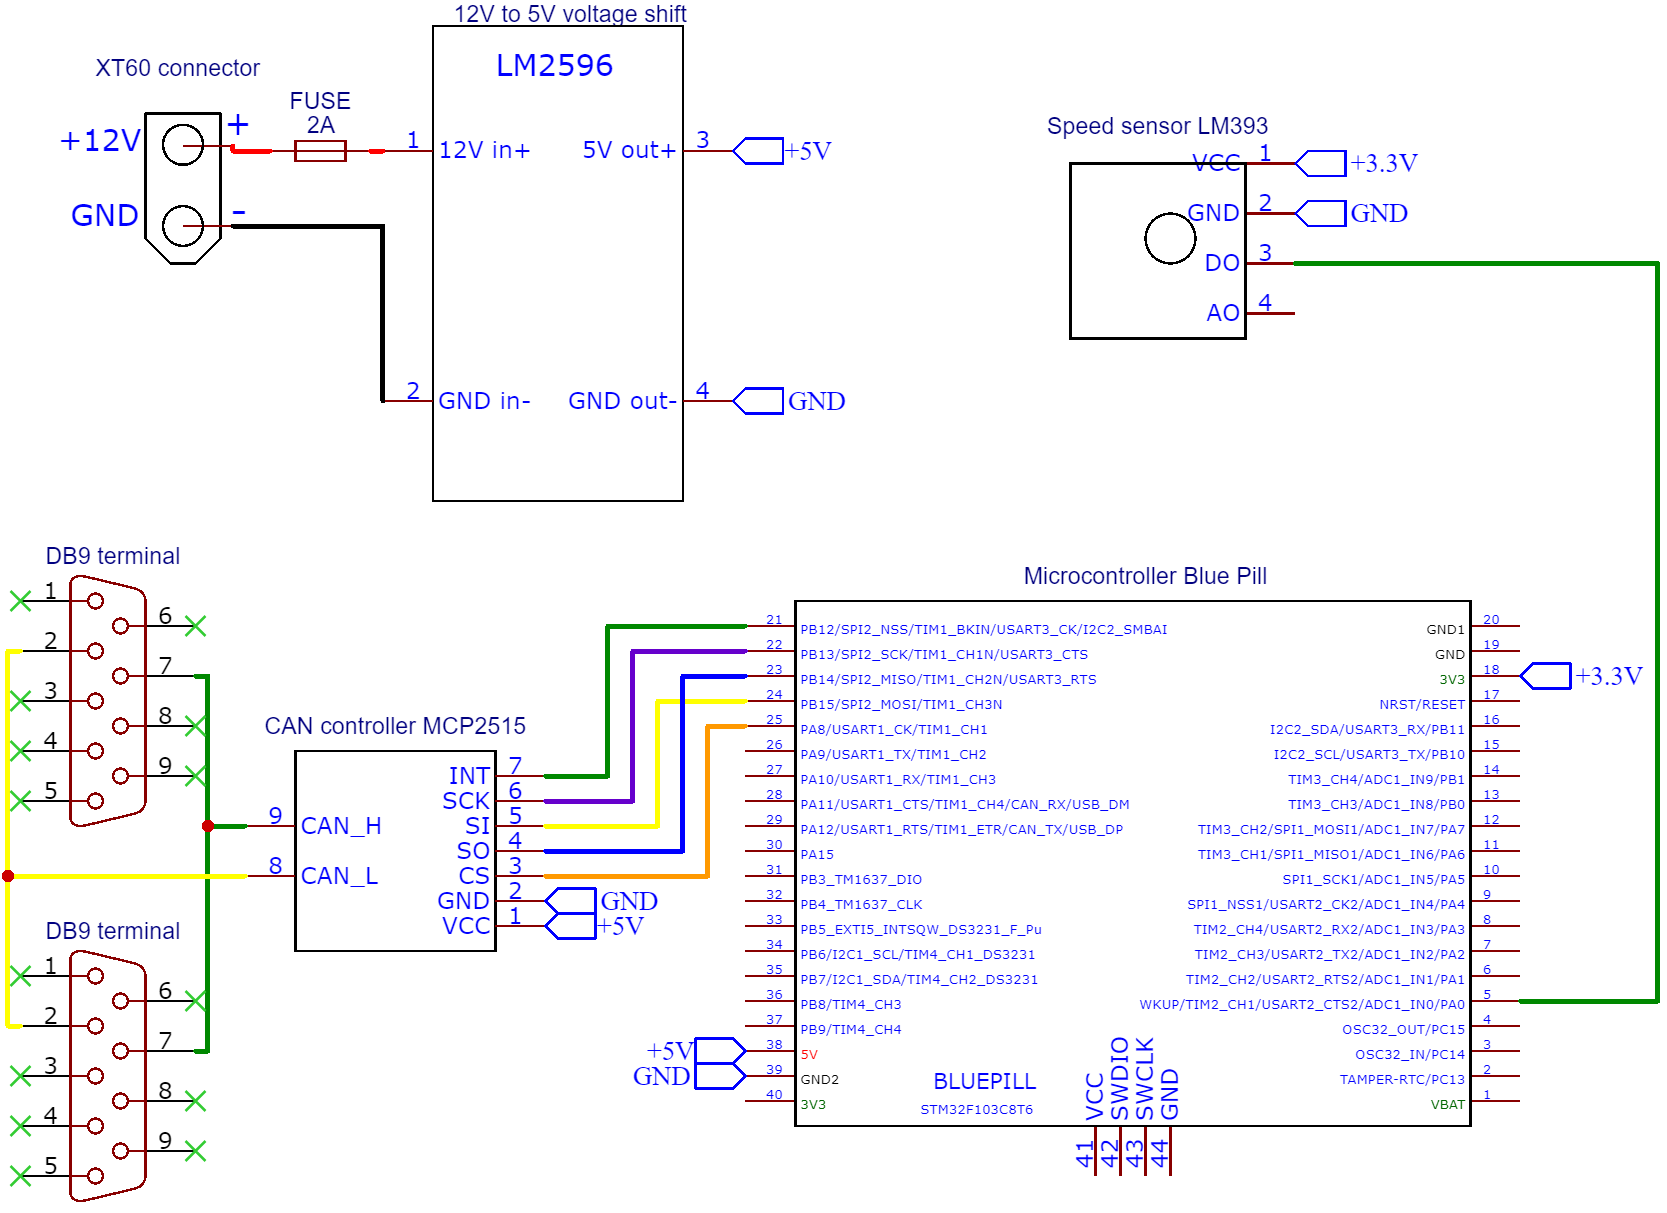 12V to 5V voltage shift
LM2596
XT60 connector
FUSE
2A
+12V
+
GND
-
1
12V in+
5V out+
3
+5V
2
GND in-
GND out-
4
GND
Speed sensor LM393
VCC
1
+3.3V
GND
2
GND
DO
3
AO
4
DB9 terminal
1
6
2
7
3
8
4
9
5
CAN controller MCP2515
9
CAN_H
8
CAN_L
INT
7
SCK
6
SI
5
SO
4
CS
3
GND
2
GND
VCC
1
+5V
DB9 terminal
1
6
2
7
3
8
4
9
5
Microcontroller Blue Pill
21
PB12/SPI2_NSS/TIM1_BKIN/USART3_CK/I2C2_SMBAI
22
PB13/SPI2_SCK/TIM1_CH1N/USART3_CTS
23
PB14/SPI2_MISO/TIM1_CH2N/USART3_RTS
24
PB15/SPI2_MOSI/TIM1_CH3N
25
PA8/USART1_CK/TIM1_CH1
26
PA9/USART1_TX/TIM1_CH2
27
PA10/USART1_RX/TIM1_CH3
28
PA11/USART1_CTS/TIM1_CH4/CAN_RX/USB_DM
29
PA12/USART1_RTS/TIM1_ETR/CAN_TX/USB_DP
30
PA15
31
PB3_TM1637_DIO
32
PB4_TM1637_CLK
33
PB5_EXTI5_INTSQW_DS3231_F_Pu
34
PB6/I2C1_SCL/TIM4_CH1_DS3231
35
PB7/I2C1_SDA/TIM4_CH2_DS3231
36
PB8/TIM4_CH3
37
PB9/TIM4_CH4
+5V
38
5V
GND
39
GND2
40
3V3
GND1
20
GND
19
3V3
18
+3.3V
NRST/RESET
17
I2C2_SDA/USART3_RX/PB11
16
I2C2_SCL/USART3_TX/PB10
15
TIM3_CH4/ADC1_IN9/PB1
14
TIM3_CH3/ADC1_IN8/PB0
13
TIM3_CH2/SPI1_MOSI1/ADC1_IN7/PA7
12
TIM3_CH1/SPI1_MISO1/ADC1_IN6/PA6
11
SPI1_SCK1/ADC1_IN5/PA5
10
SPI1_NSS1/USART2_CK2/ADC1_IN4/PA4
9
TIM2_CH4/USART2_RX2/ADC1_IN3/PA3
8
TIM2_CH3/USART2_TX2/ADC1_IN2/PA2
7
TIM2_CH2/USART2_RTS2/ADC1_IN1/PA1
6
WKUP/TIM2_CH1/USART2_CTS2/ADC1_IN0/PA0
5
OSC32_OUT/PC15
4
OSC32_IN/PC14
3
TAMPER-RTC/PC13
2
VBAT
1
BLUEPILL
STM32F103C8T6
VCC
SWDIO
SWCLK
GND
41
42
43
44